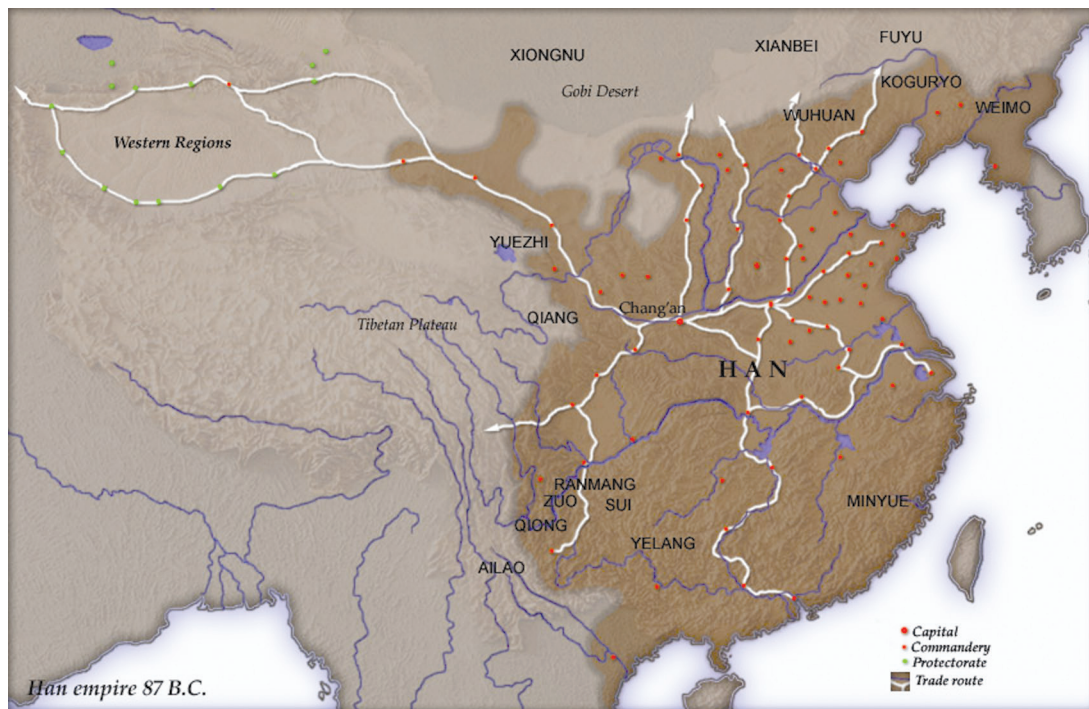 FUYU
XIANBEI
XIONGNU
KOGURYO
Gobi Desert
WEIMO
WUHUAN
Western Regions
YUEZHI
Chang'an
QIANG
Tibetan Plateau
HAN
RANMANG
ZUO
SUI
MINYUE
QIONG
YELANG
AILAO
Capital
Commandery
Protectorate
Trade route
Han empire 87 B.C.